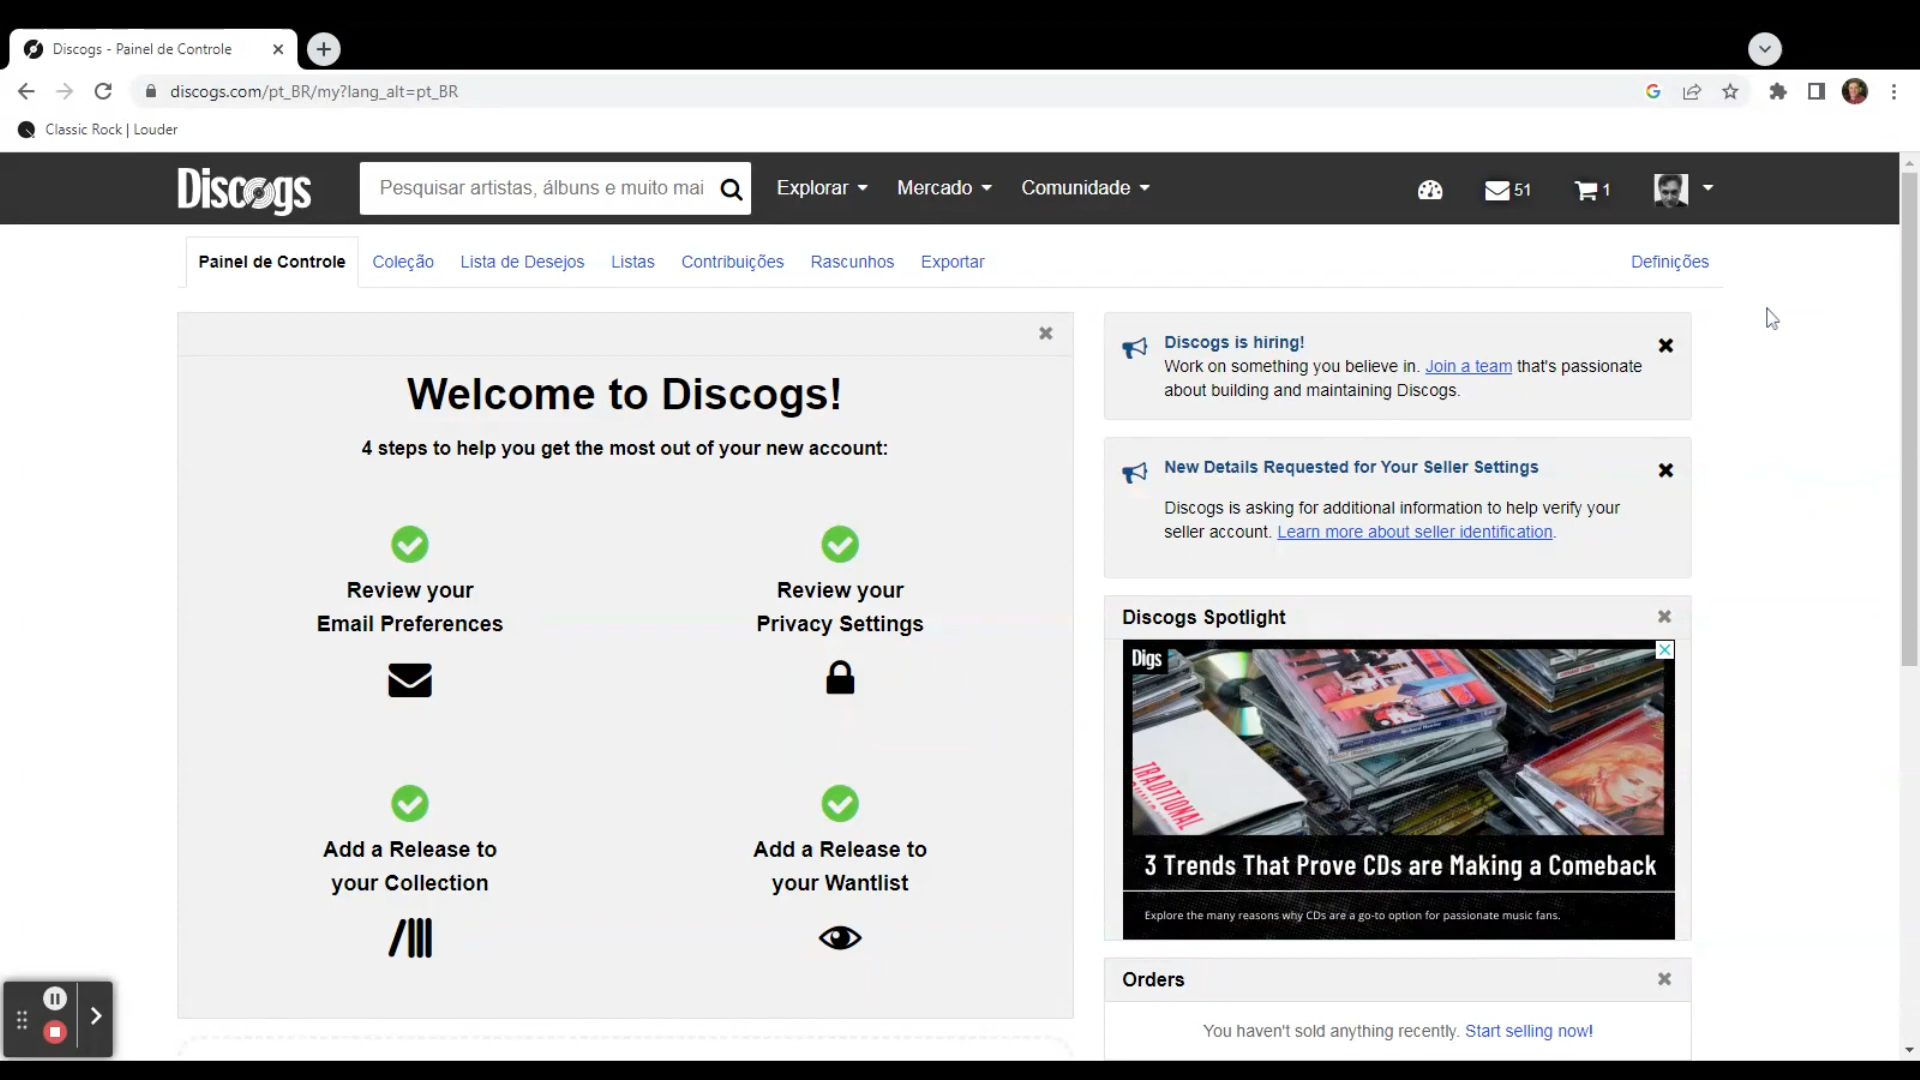 Discogs - Painel de Controle
discogs.com/pt_BR/my?lang_alt=pt_BR
Classic Rock | Louder
Discogs
Pesquisar artistas, álbuns e muito mai
Explorar
Mercado
Comunidade
51
1
Painel de Controle
Coleção
Lista de Desejos
Listas
Contribuições
Rascunhos
Exportar
Definições
Welcome to Discogs!
4 steps to help you get the most out of your new account:
Review your
Email Preferences
Review your
Privacy Settings
Add a Release to
your Collection
Add a Release to
your Wantlist
Discogs is hiring!
Work on something you believe in. Join a team that's passionate
about building and maintaining Discogs.
New Details Requested for Your Seller Settings
Discogs is asking for additional information to help verify your
seller account. Learn more about seller identification.
Discogs Spotlight
Digs
TRADITIONAL
3 Trends That Prove CDs are Making a Comeback
Explore the many reasons why CDs are a go-to option for passionate music fans.
Orders
You haven't sold anything recently. Start selling now!